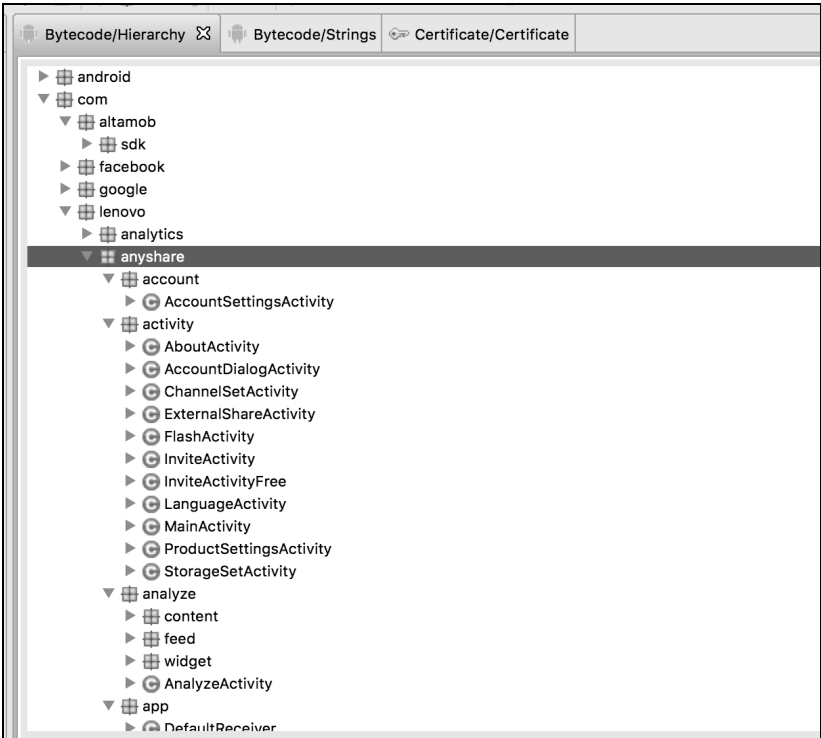 Bytecode/Hierarchy Bytecode/Strings Certificate/Certificate
android
com
altamob
sdk
facebook
google
lenovo
analytics
anyshare
account
AccountSettingsActivity
activity
AboutActivity
AccountDialogActivity
ChannelSetActivity
ExternalShareActivity
FlashActivity
InviteActivity
InviteActivityFree
LanguageActivity
MainActivity
ProductSettingsActivity
StorageSetActivity
analyze
content
feed
widget
AnalyzeActivity
app
DefaultReceiver